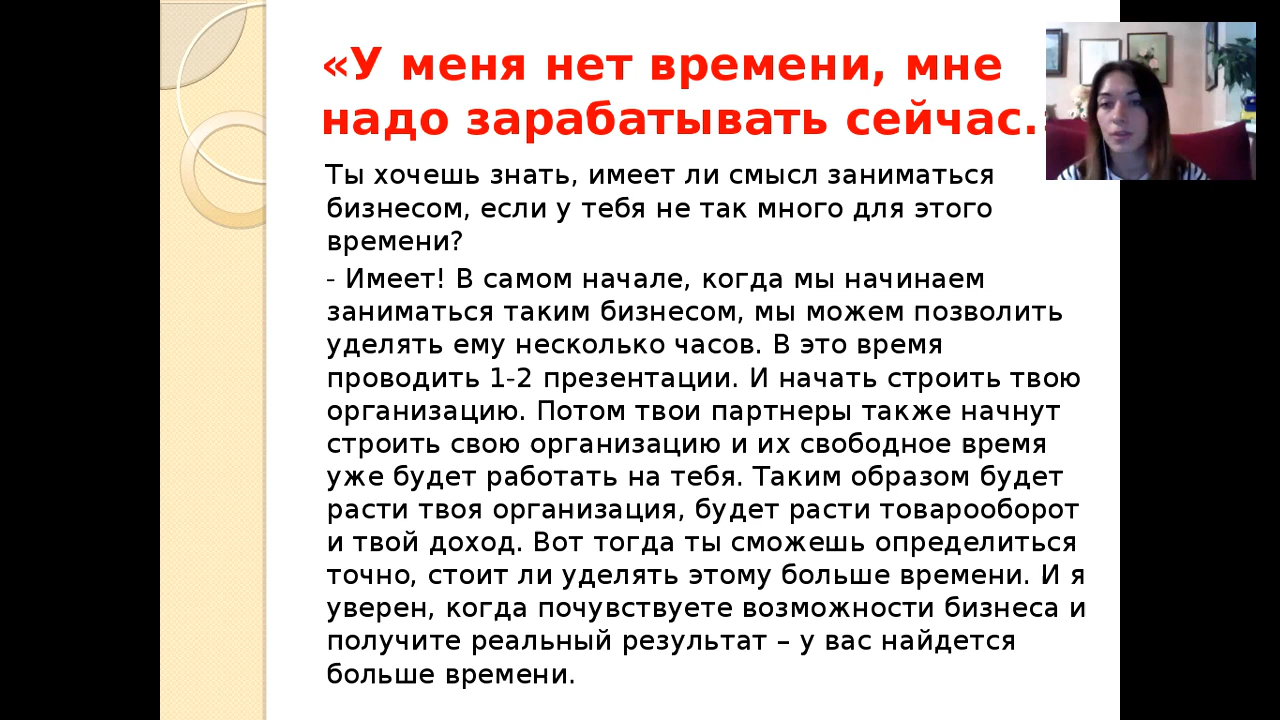 «У меня нет времени, мне
надо зарабатывать сейчас.
Ты хочешь знать, имеет ли смысл заниматься
бизнесом, если у тебя не так много для этого
времени?
- Имеет! В самом начале, когда мы начинаем
заниматься таким бизнесом, мы можем позволить
уделять ему несколько часов. В это время
проводить 1-2 презентации. И начать строить твою
организацию. Потом твои партнеры также начнут
строить свою организацию и их свободное время
уже будет работать на тебя. Таким образом будет
расти твоя организация, будет расти товарооборот
и твой доход. Вот тогда ты сможешь определиться
точно, стоит ли уделять этому больше времени. И я
уверен, когда почувствуете возможности бизнеса и
получите реальный результат – у вас найдется
больше времени.